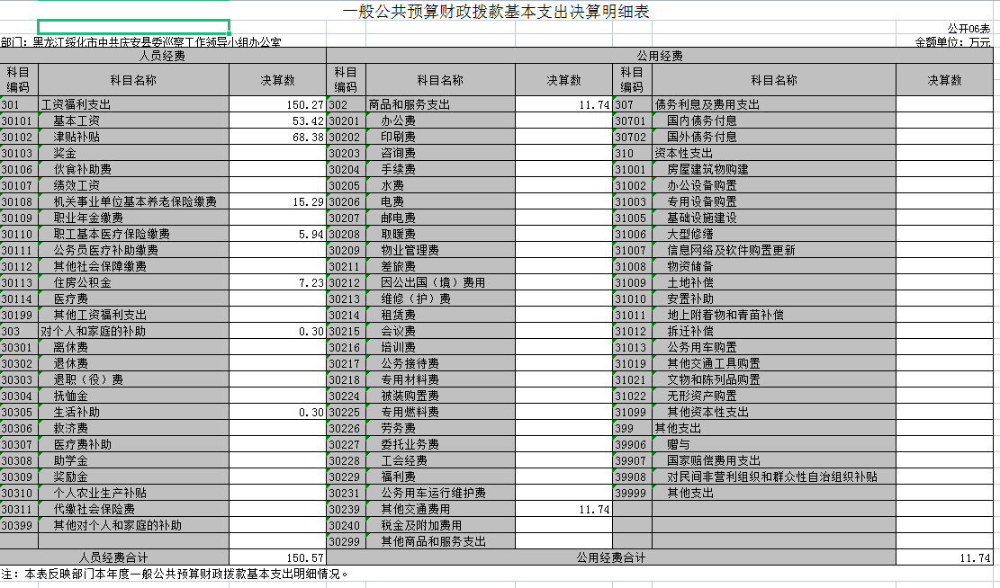 一般公共预算财政拨款基本支出决算明细表
公开06表
部门：黑龙江绥化市中共庆安县委巡察工作领导小组办公室 金额单位：万元
人员经费 公用经费
科目编码 科目名称 决算数 科目编码 科目名称 决算数 科目编码 科目名称 决算数
301 工资福利支出 150.27 302 商品和服务支出 11.74 307 债务利息及费用支出
30101 基本工资 53.42 30201 办公费 30701 国内债务付息
30102 津贴补贴 68.38 30202 印刷费 30702 国外债务付息
30103 奖金 30203 咨询费 310 资本性支出
30106 伙食补助费 30204 手续费 31001 房屋建筑物购建
30107 绩效工资 30205 水费 31002 办公设备购置
30108 机关事业单位基本养老保险缴费 15.29 30206 电费 31003 专用设备购置
30109 职业年金缴费 30207 邮电费 31005 基础设施建设
30110 职工基本医疗保险缴费 5.94 30208 取暖费 31006 大型修缮
30111 公务员医疗补助缴费 30209 物业管理费 31007 信息网络及软件购置更新
30112 其他社会保障缴费 30211 差旅费 31008 物资储备
30113 住房公积金 7.23 30212 因公出国（境）费用 31009 土地补偿
30114 医疗费 30213 维修（护）费 31010 安置补助
30199 其他工资福利支出 30214 租赁费 31011 地上附着物和青苗补偿
303 对个人和家庭的补助 0.30 30215 会议费 31012 拆迁补偿
30301 离休费 30216 培训费 31013 公务用车购置
30302 退休费 30217 公务接待费 31019 其他交通工具购置
30303 退职（役）费 30218 专用材料费 31021 文物和陈列品购置
30304 抚恤金 30224 被装购置费 31022 无形资产购置
30305 生活补助 0.30 30225 专用燃料费 31099 其他资本性支出
30306 救济费 30226 劳务费 399 其他支出
30307 医疗费补助 30227 委托业务费 39906 赠与
30308 助学金 30228 工会经费 39907 国家赔偿费用支出
30309 奖励金 30229 福利费 39908 对民间非营利组织和群众性自治组织补贴
30310 个人农业生产补贴 30231 公务用车运行维护费 39999 其他支出
30311 代缴社会保险费 30239 其他交通费用 11.74
30399 其他对个人和家庭的补助 30240 税金及附加费用
30299 其他商品和服务支出
人员经费合计 150.57 公用经费合计 11.74
注：本表反映部门本年度一般公共预算财政拨款基本支出明细情况。